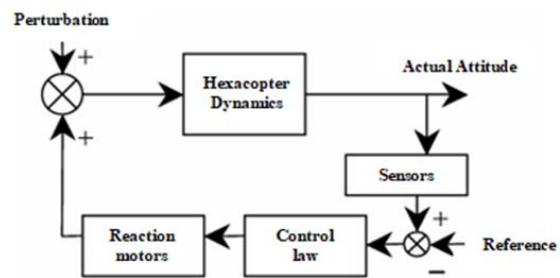 Perturbation
+
Hexacopter
Dynamics
Actual Attitude
+
Sensors
+
Reaction
motors
Control
law
Reference
−